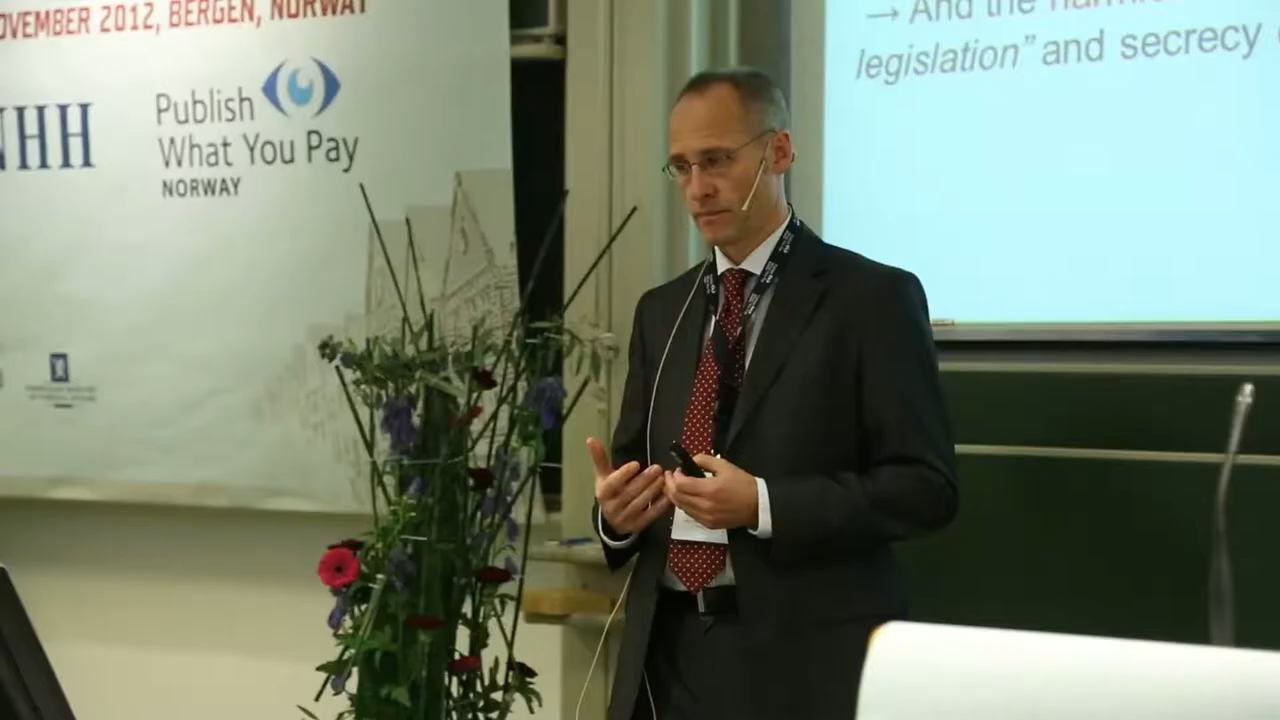 OVEMBER 2012, BERGEN, NORWAY
NHH
Publish
What You Pay
NORWAY
→ And the
legislation" and secrecy